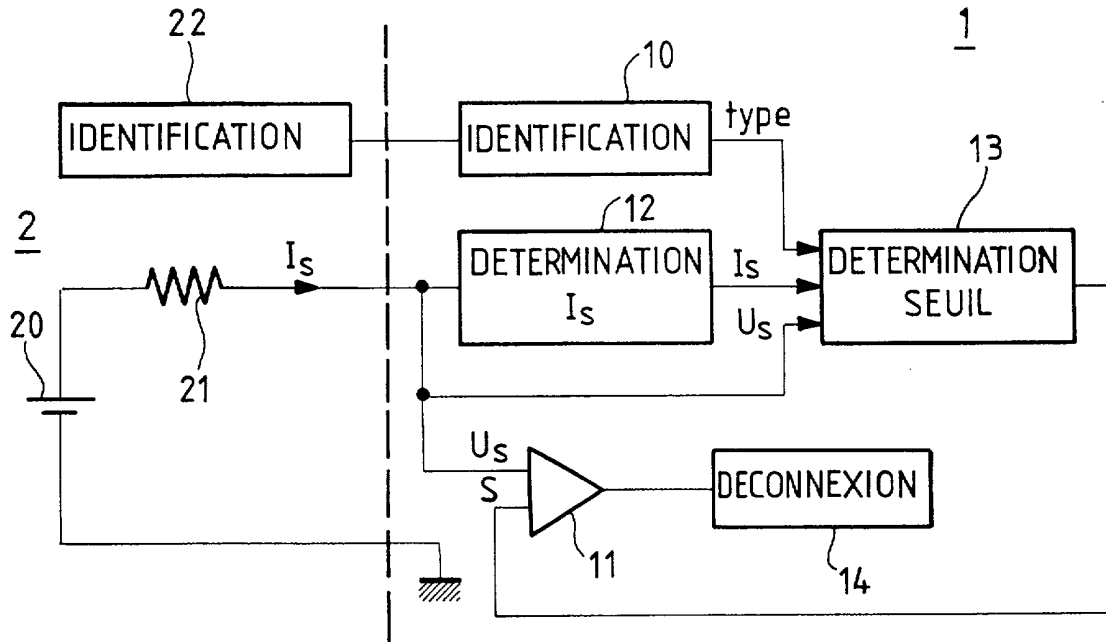 22
1
10
IDENTIFICATION
IDENTIFICATION
type
13
2
12
Is
DETERMINATION
Is
Is
DETERMINATION
SEUIL
Us
20
21
Us
S
DECONNEXION
11
14